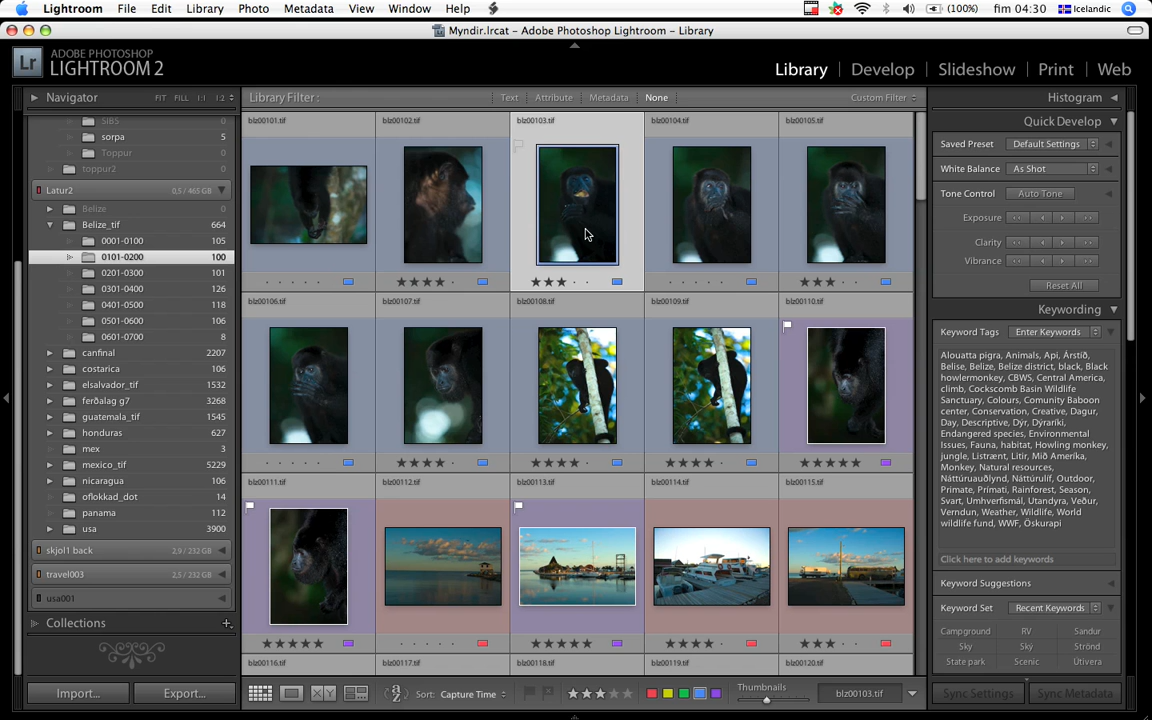 Lightroom File Edit Library Photo Metadata View Window Help (100%) fim 04:30 Icelandic
Myndir.lrcat – Adobe Photoshop Lightroom – Library
Lr ADOBE PHOTOSHOP
LIGHTROOM 2
Library | Develop | Slideshow | Print | Web
Navigator FIT FILL 1:1 1:2
Library Filter : Text Attribute Metadata None Custom Filter
Histogram
SIBS 0
sorpa 5
Toppur 0
toppur2 0
Latur2 0,5 / 465 GB
Belize 0
Belize_tif 664
0001-0100 105
0101-0200 100
0201-0300 101
0301-0400 126
0401-0500 118
0501-0600 106
0601-0700 8
canfinal 2207
costarica 106
elsalvador_tif 1532
ferðalag g7 3268
guatemala_tif 1545
honduras 627
mex 3
mexico_tif 5229
nicaragua 106
oflokkad_dot 14
panama 112
usa 3900
skjol1 back 2,9 / 232 GB
travel003 2,5 / 232 GB
usa001
Collections
Import... Export...
blz00101.tif blz00102.tif blz00103.tif blz00104.tif blz00105.tif
blz00106.tif blz00107.tif blz00108.tif blz00109.tif blz00110.tif
blz00111.tif blz00112.tif blz00113.tif blz00114.tif blz00115.tif
blz00116.tif blz00117.tif blz00118.tif blz00119.tif blz00120.tif
Sort: Capture Time Thumbnails blz00103.tif
Quick Develop
Saved Preset Default Settings
White Balance As Shot
Tone Control Auto Tone
Exposure
Clarity
Vibrance
Reset All
Keywording
Keyword Tags Enter Keywords
Alouatta pigra, Animals, Api, Árstíð,
Belise, Belize, Belize district, black, Black
howlermonkey, CBWS, Central America,
climb, Cockscomb Basin Wildlife
Sanctuary, Colours, Comunity Baboon
center, Conservation, Creative, Dagur,
Day, Descriptive, Dýr, Dýraríki,
Endangered species, Environmental
Issues, Fauna, habitat, Howling monkey,
jungle, Listrænt, Litir, Mið Ameríka,
Monkey, Natural resources,
Náttúruauðlynd, Náttúrulíf, Outdoor,
Primate, Prímati, Rainforest, Season,
Svart, Umhverfismál, Utandyra, Veður,
Verndun, Weather, Wildlife, World
wildlife fund, WWF, Öskurapi
Click here to add keywords
Keyword Suggestions
Keyword Set Recent Keywords
Campground RV Sandur
Sky Ský Strönd
State park Scenic Útivera
Sync Settings Sync Metadata